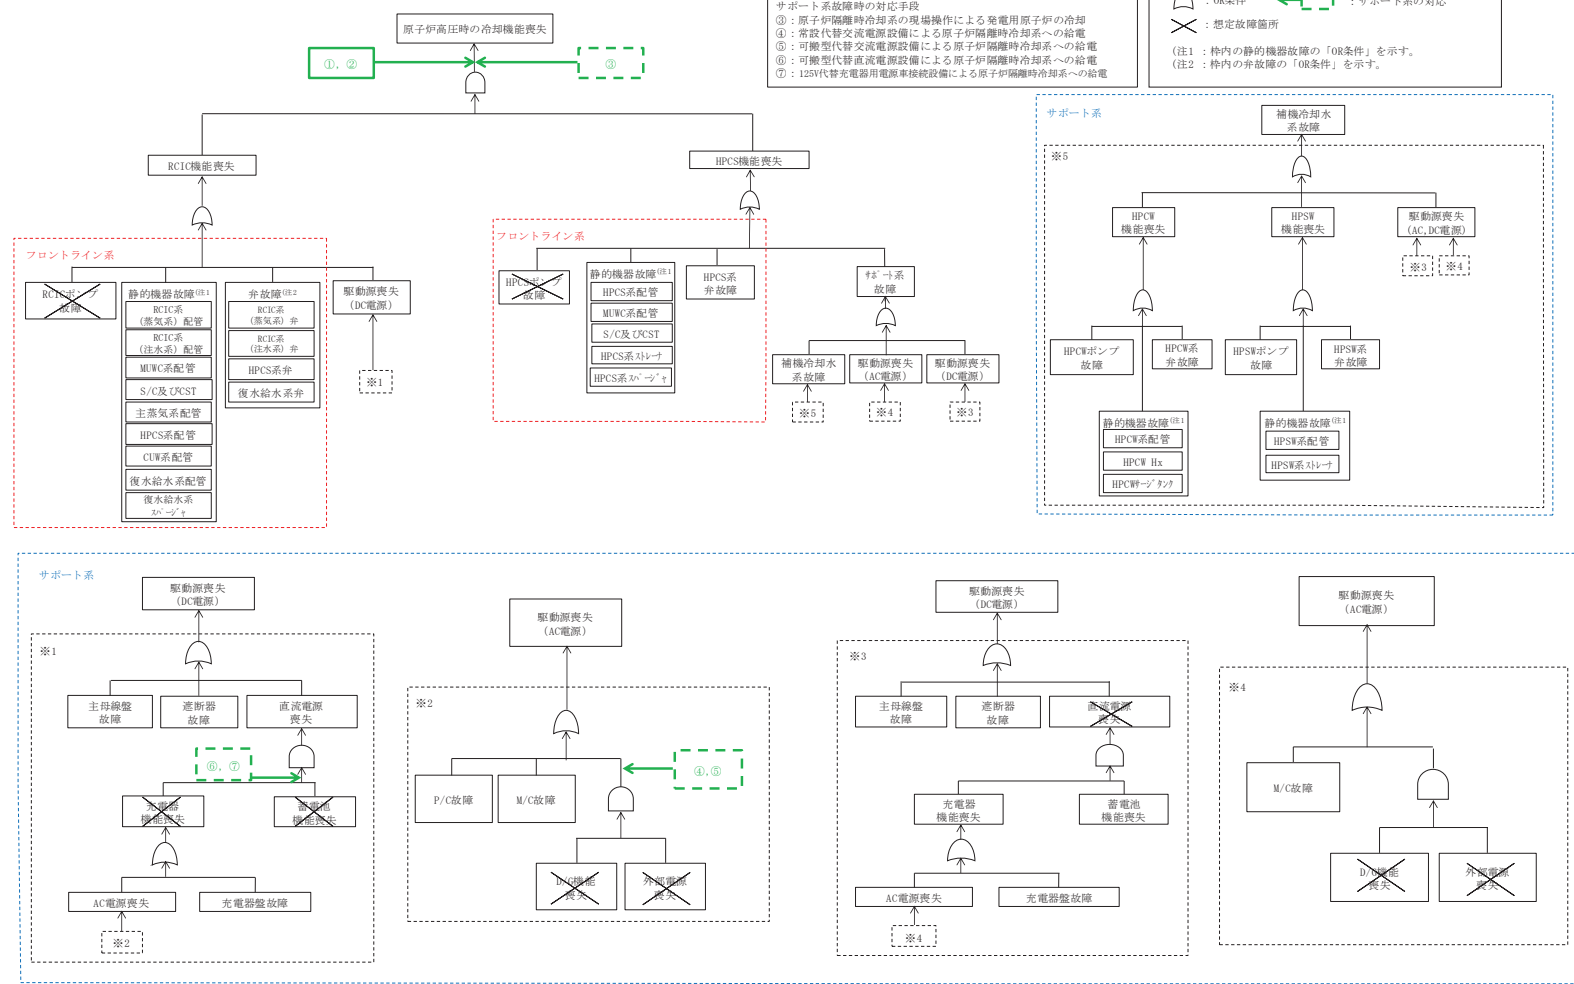 サポート系故障時の対応手段
③：原子炉隔離時冷却系の現場操作による発電用原子炉の冷却
④：常設代替交流電源設備による原子炉隔離時冷却系への給電
⑤：可搬型代替交流電源設備による原子炉隔離時冷却系への給電
⑥：可搬型代替直流電源設備による原子炉隔離時冷却系への給電
⑦：125V代替充電器用電源車接続設備による原子炉隔離時冷却系への給電
：OR条件
：サポート系の対応
：想定故障箇所
(注1 ：枠内の静的機器故障の「OR条件」を示す。
(注2 ：枠内の弁故障の「OR条件」を示す。
原子炉高圧時の冷却機能喪失
①, ②
③
RCIC機能喪失
HPCS機能喪失
フロントライン系
RCICポンプ
故障
静的機器故障(注1
RCIC系
(蒸気系) 配管
RCIC系
(注水系) 配管
MUWC系配管
S/C及びCST
主蒸気系配管
HPCS系配管
CUW系配管
復水給水系配管
復水給水系
スパージャ
弁故障(注2
RCIC系
(蒸気系) 弁
RCIC系
(注水系) 弁
HPCS系弁
復水給水系弁
駆動源喪失
(DC電源)
※1
フロントライン系
HPCSポンプ
故障
静的機器故障(注1
HPCS系配管
MUWC系配管
S/C及びCST
HPCS系ストレーナ
HPCS系スパージャ
HPCS系
弁故障
サポート系
故障
補機冷却水
系故障
駆動源喪失
(AC電源)
駆動源喪失
(DC電源)
※5
※4
※3
サポート系
補機冷却水
系故障
※5
HPCW
機能喪失
HPSW
機能喪失
駆動源喪失
(AC,DC電源)
※3
※4
HPCWポンプ
故障
HPCW系
弁故障
HPSWポンプ
故障
HPSW系
弁故障
静的機器故障(注1
HPCW系配管
HPCW Hx
HPCWサージタンク
静的機器故障(注1
HPSW系配管
HPSW系ストレーナ
サポート系
駆動源喪失
(DC電源)
※1
主母線盤
故障
遮断器
故障
直流電源
喪失
⑥, ⑦
充電器
機能喪失
蓄電池
機能喪失
AC電源喪失
充電器盤故障
※2
駆動源喪失
(AC電源)
※2
P/C故障
M/C故障
④,⑤
D/G機能
喪失
外部電源
喪失
駆動源喪失
(DC電源)
※3
主母線盤
故障
遮断器
故障
直流電源
喪失
充電器
機能喪失
蓄電池
機能喪失
AC電源喪失
充電器盤故障
※4
駆動源喪失
(AC電源)
※4
M/C故障
D/G機能
喪失
外部電源
喪失